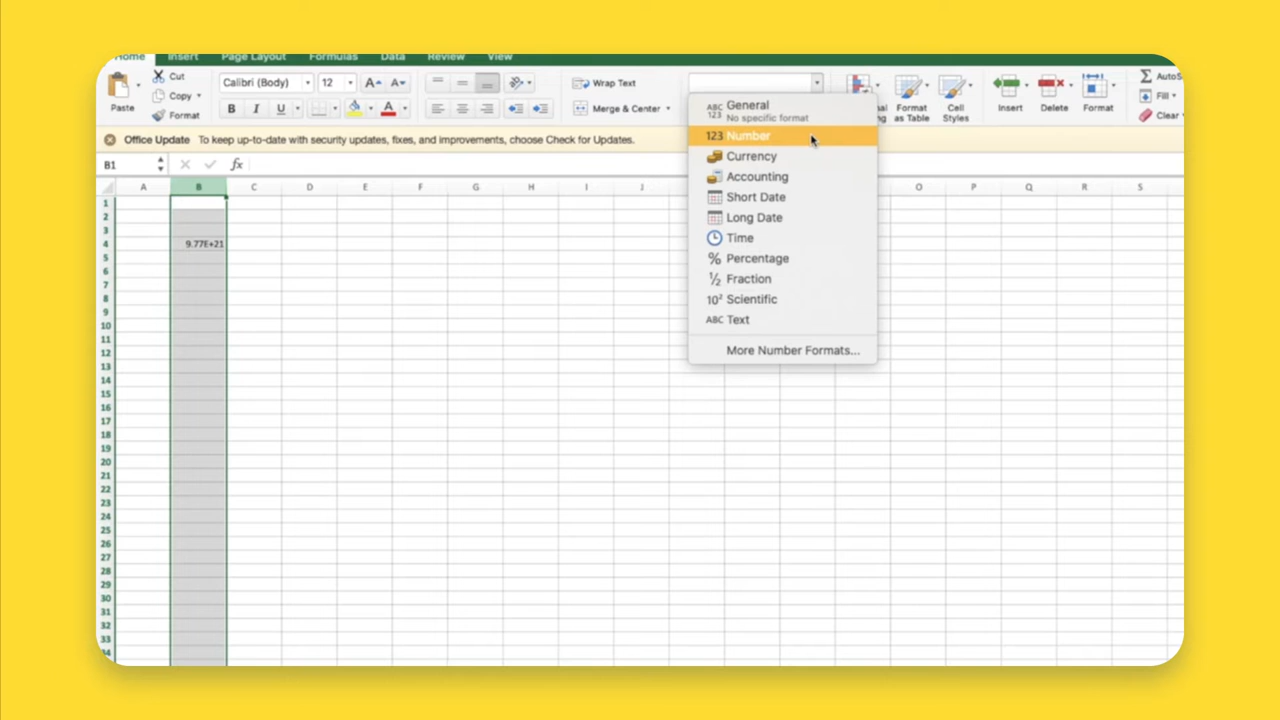 Home Insert Page Layout Formulas Data Review View
Cut
Copy
Format
Paste
Calibri (Body) 12 A A
B I U A
Wrap Text
Merge & Center
Format as Table
Cell Styles
Insert
Delete
Format
Fill
Clear
Office Update To keep up-to-date with security updates, fixes, and improvements, choose Check for Updates.
B1 fx
ABC 123 General
No specific format
123 Number
Currency
Accounting
Short Date
Long Date
Time
% Percentage
½ Fraction
10² Scientific
ABC Text
More Number Formats...
A B C D E F G H I J O P Q R S
1
2
3
4 9.77E+21
5
6
7
8
9
10
11
12
13
14
15
16
17
18
19
20
21
22
23
24
25
26
27
28
29
30
31
32
33